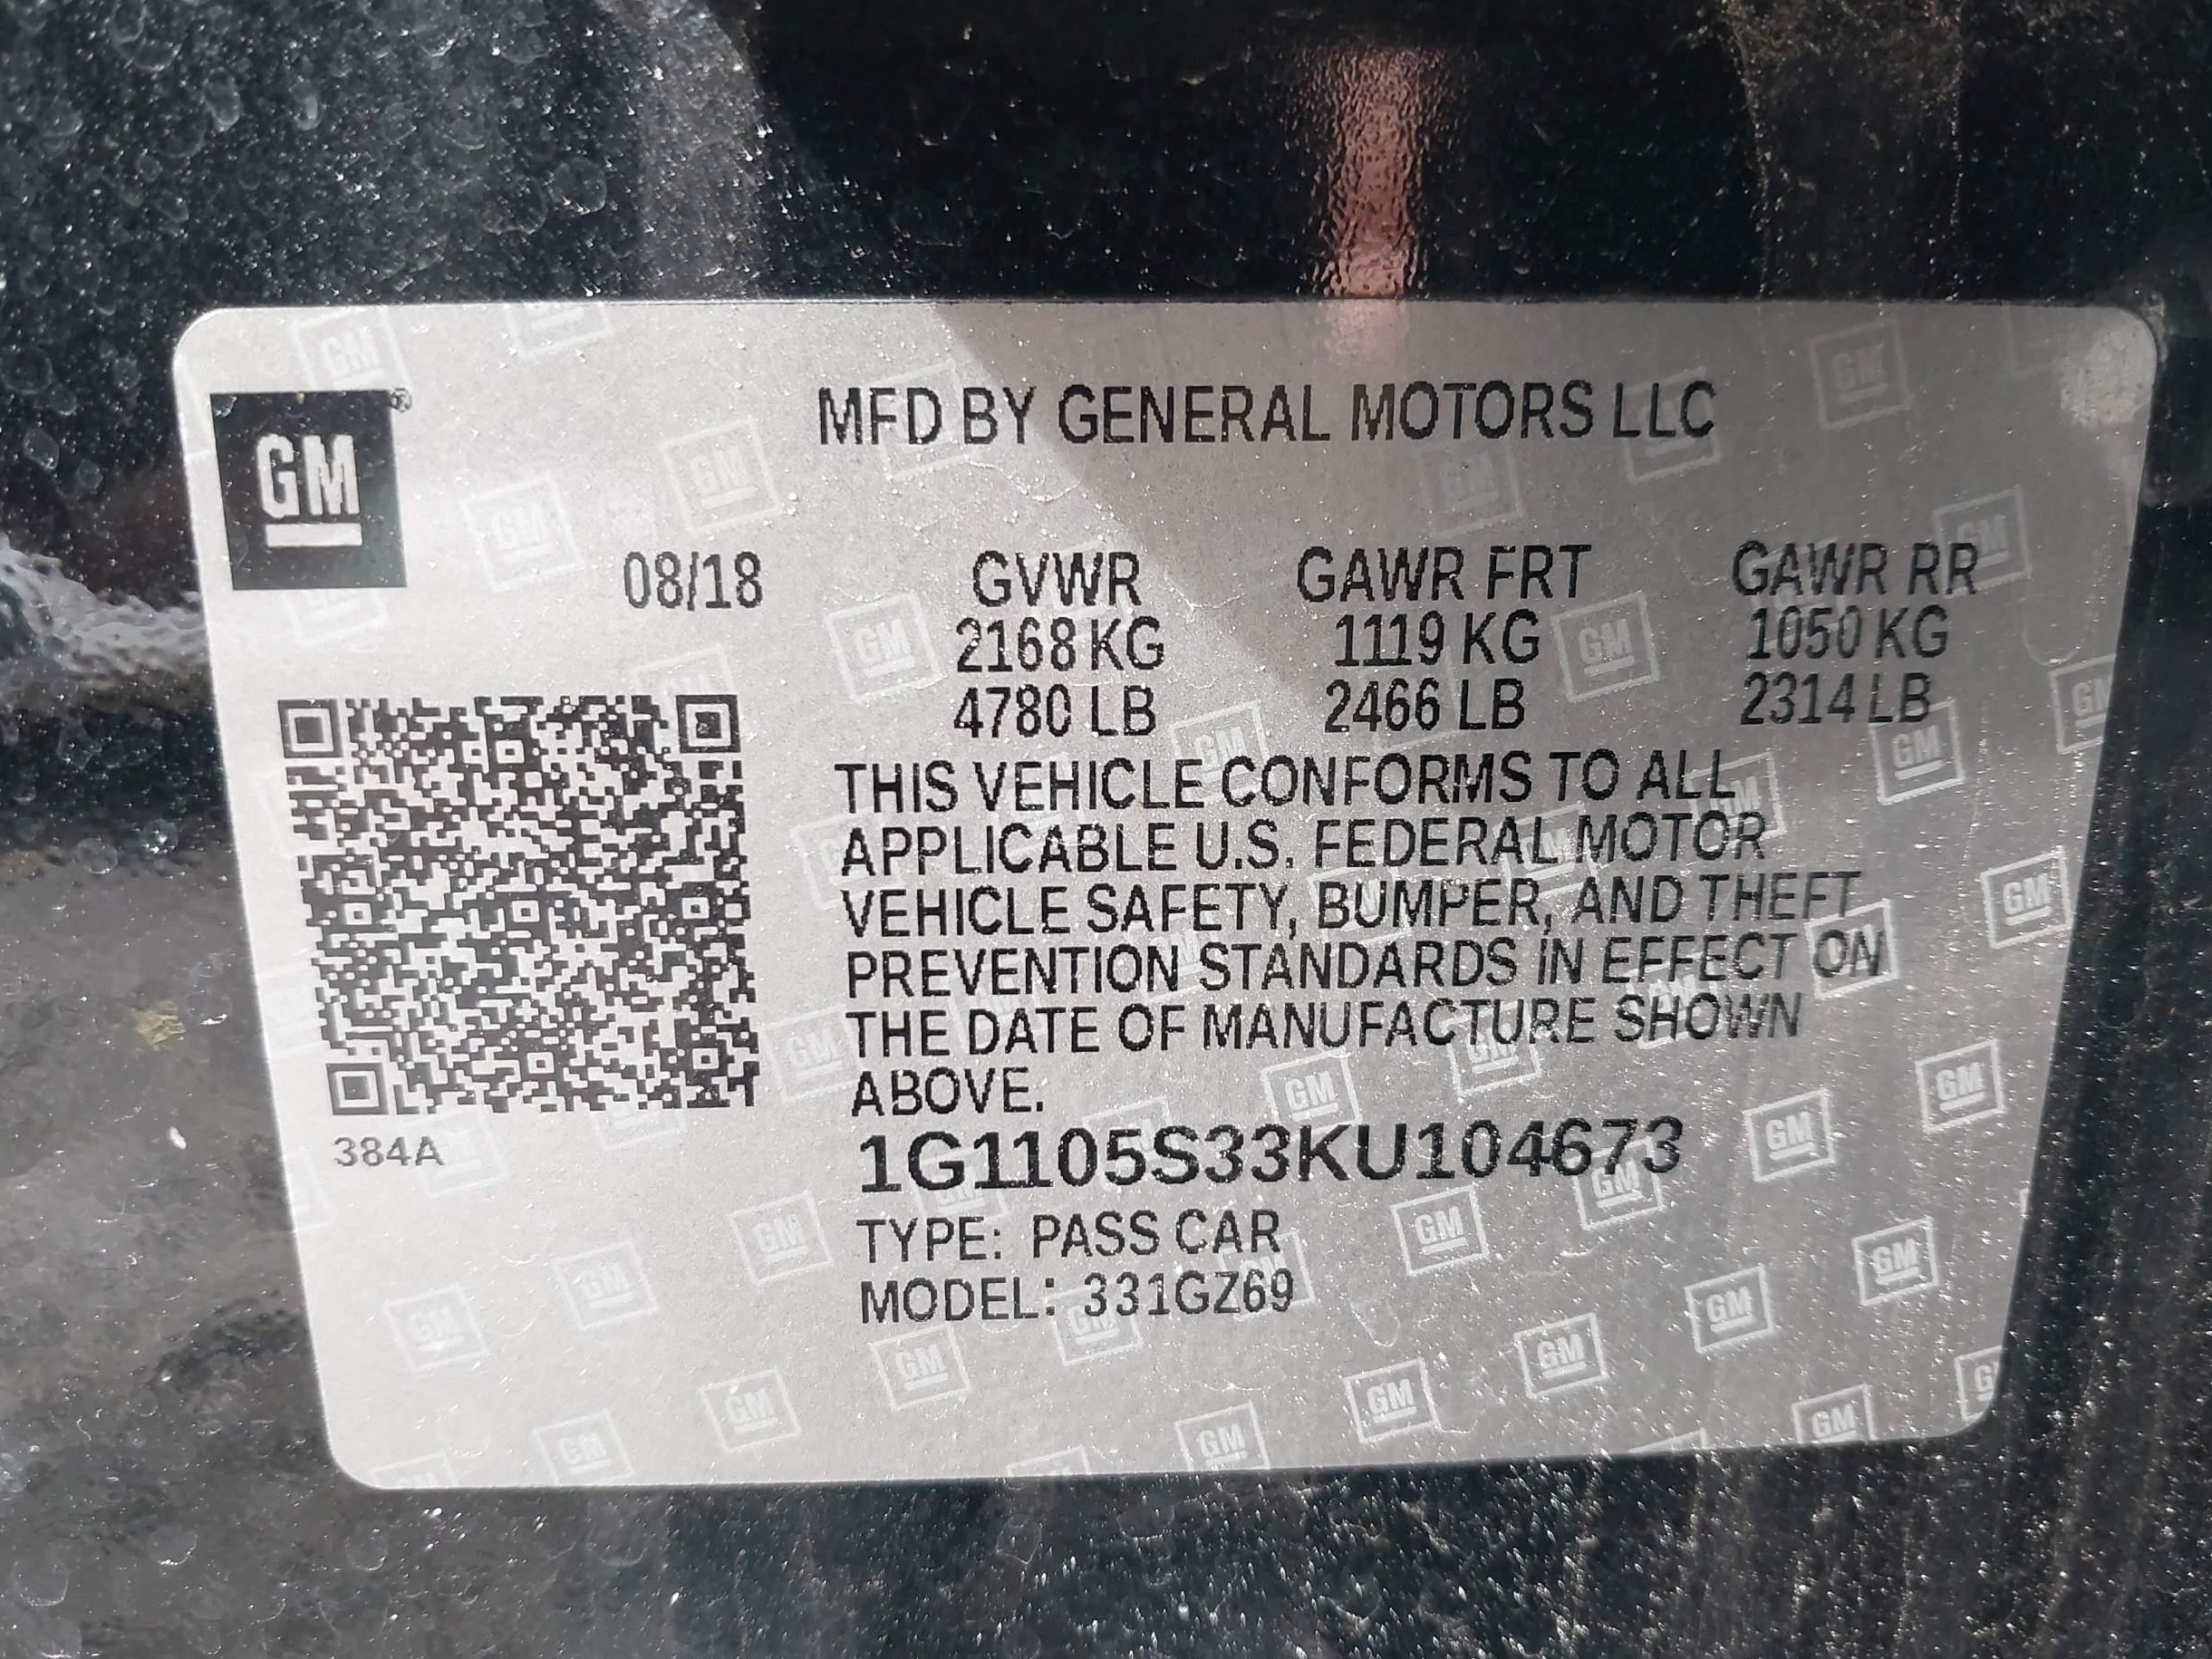 GM
MFD BY GENERAL MOTORS LLC
08/18
GVWR GAWR FRT GAWR RR
2168 KG 1119 KG 1050 KG
4780 LB 2466 LB 2314 LB
THIS VEHICLE CONFORMS TO ALL
APPLICABLE U.S. FEDERAL MOTOR
VEHICLE SAFETY, BUMPER, AND THEFT
PREVENTION STANDARDS IN EFFECT ON
THE DATE OF MANUFACTURE SHOWN
ABOVE.
384A
1G1105S33KU104673
TYPE: PASS CAR
MODEL: 331GZ69